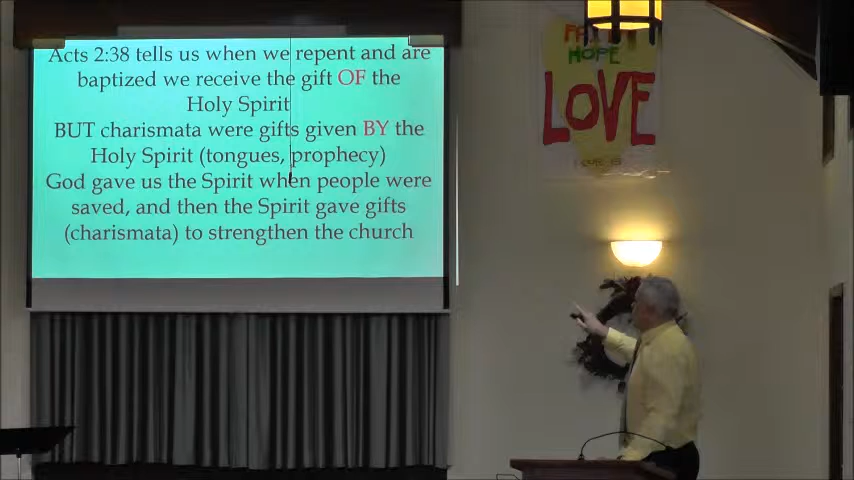 Acts 2:38 tells us when we repent and are
baptized we receive the gift OF the
Holy Spirit
BUT charismata were gifts given BY the
Holy Spirit (tongues, prophecy)
God gave us the Spirit when people were
saved, and then the Spirit gave gifts
(charismata) to strengthen the church
HOPE
LOVE